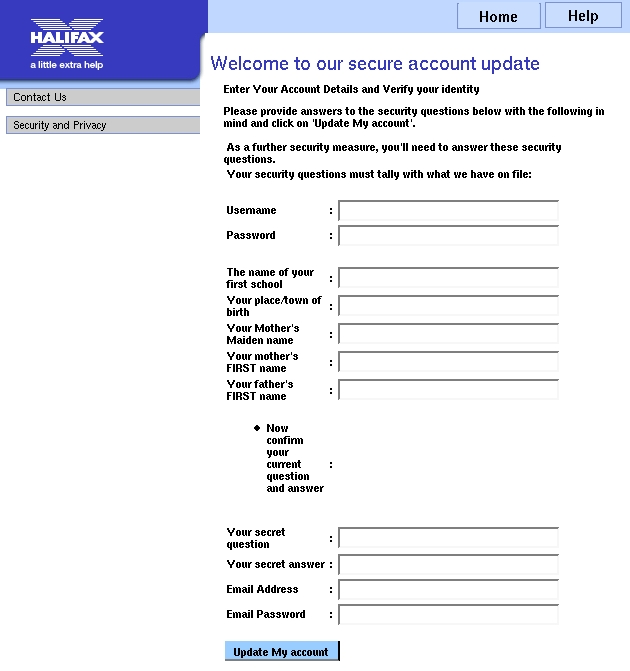 HALIFAX
a little extra help
Home
Help
Contact Us
Security and Privacy
Welcome to our secure account update
Enter Your Account Details and Verify your identity
Please provide answers to the security questions below with the following in
mind and click on 'Update My account'.
As a further security measure, you'll need to answer these security
questions.
Your security questions must tally with what we have on file:
Username :
Password :
The name of your
first school :
Your place/town of
birth :
Your Mother's
Maiden name :
Your mother's
FIRST name :
Your father's
FIRST name :
◆ Now
confirm
your
current :
question
and answer
Your secret
question :
Your secret answer :
Email Address :
Email Password :
Update My account